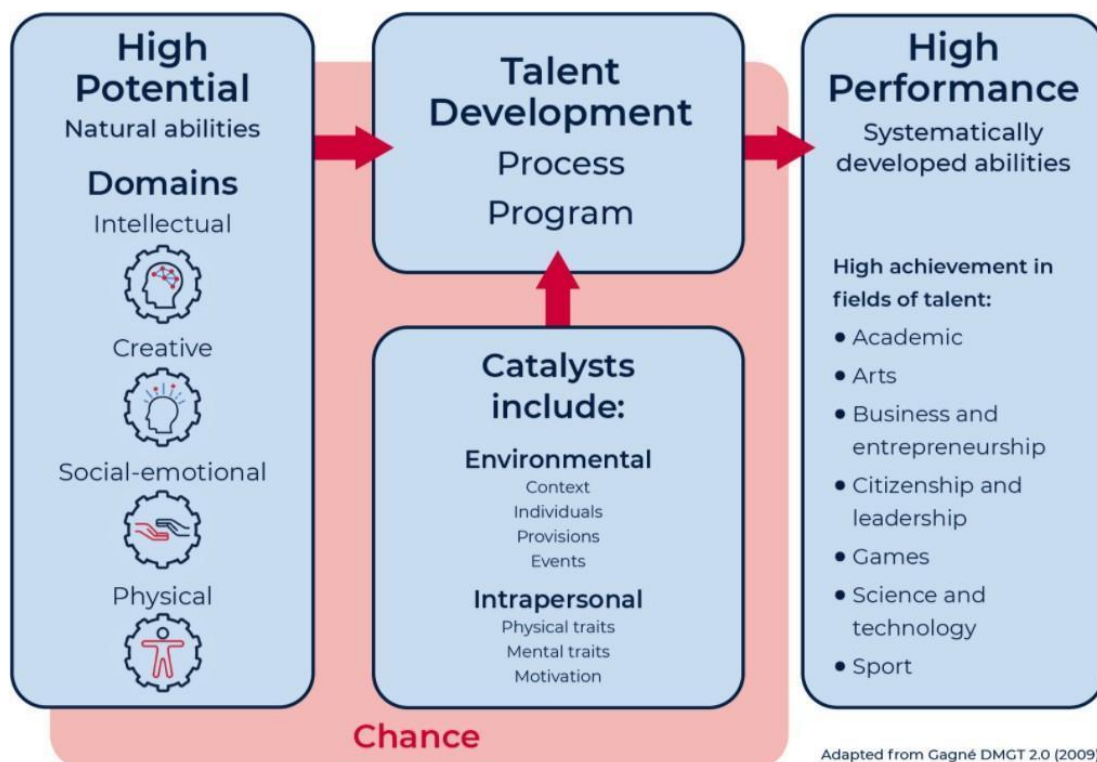 High
Potential
Natural abilities
Domains
Intellectual
Creative
Social-emotional
Physical
Talent
Development
Process
Program
Catalysts
include:
Environmental
Context
Individuals
Provisions
Events
Intrapersonal
Physical traits
Mental traits
Motivation
Chance
High
Performance
Systematically
developed abilities
High achievement in
fields of talent:
● Academic
● Arts
● Business and
entrepreneurship
● Citizenship and
leadership
● Games
● Science and
technology
● Sport
Adapted from Gagné DMGT 2.0 (2009)